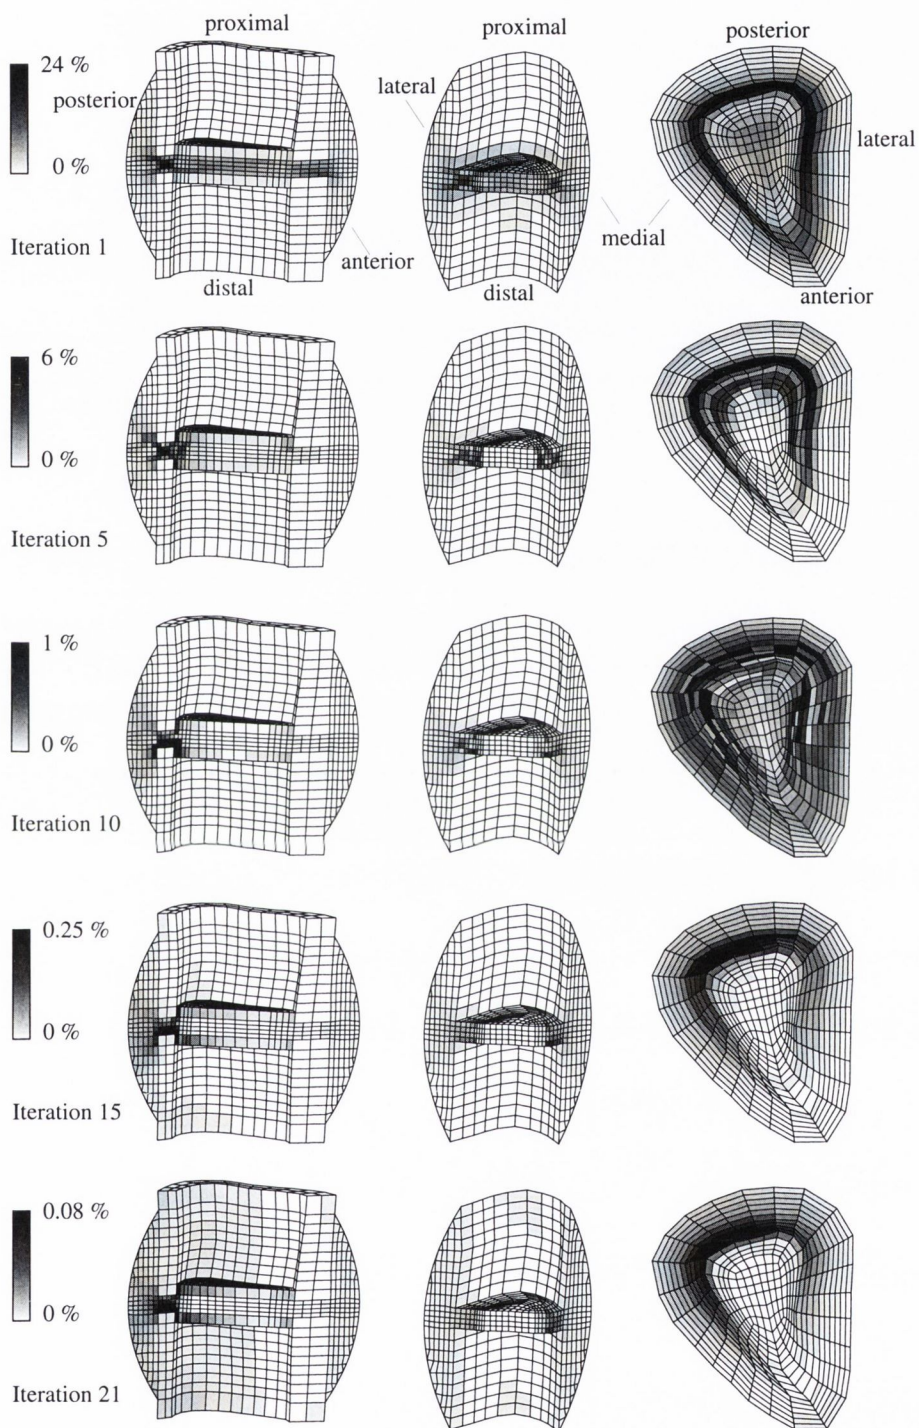 proximal
proximal
posterior
24 %
posterior
lateral
lateral
0 %
medial
Iteration 1
anterior
distal
distal
anterior
6 %
0 %
Iteration 5
1 %
0 %
Iteration 10
0.25 %
0 %
Iteration 15
0.08 %
0 %
Iteration 21